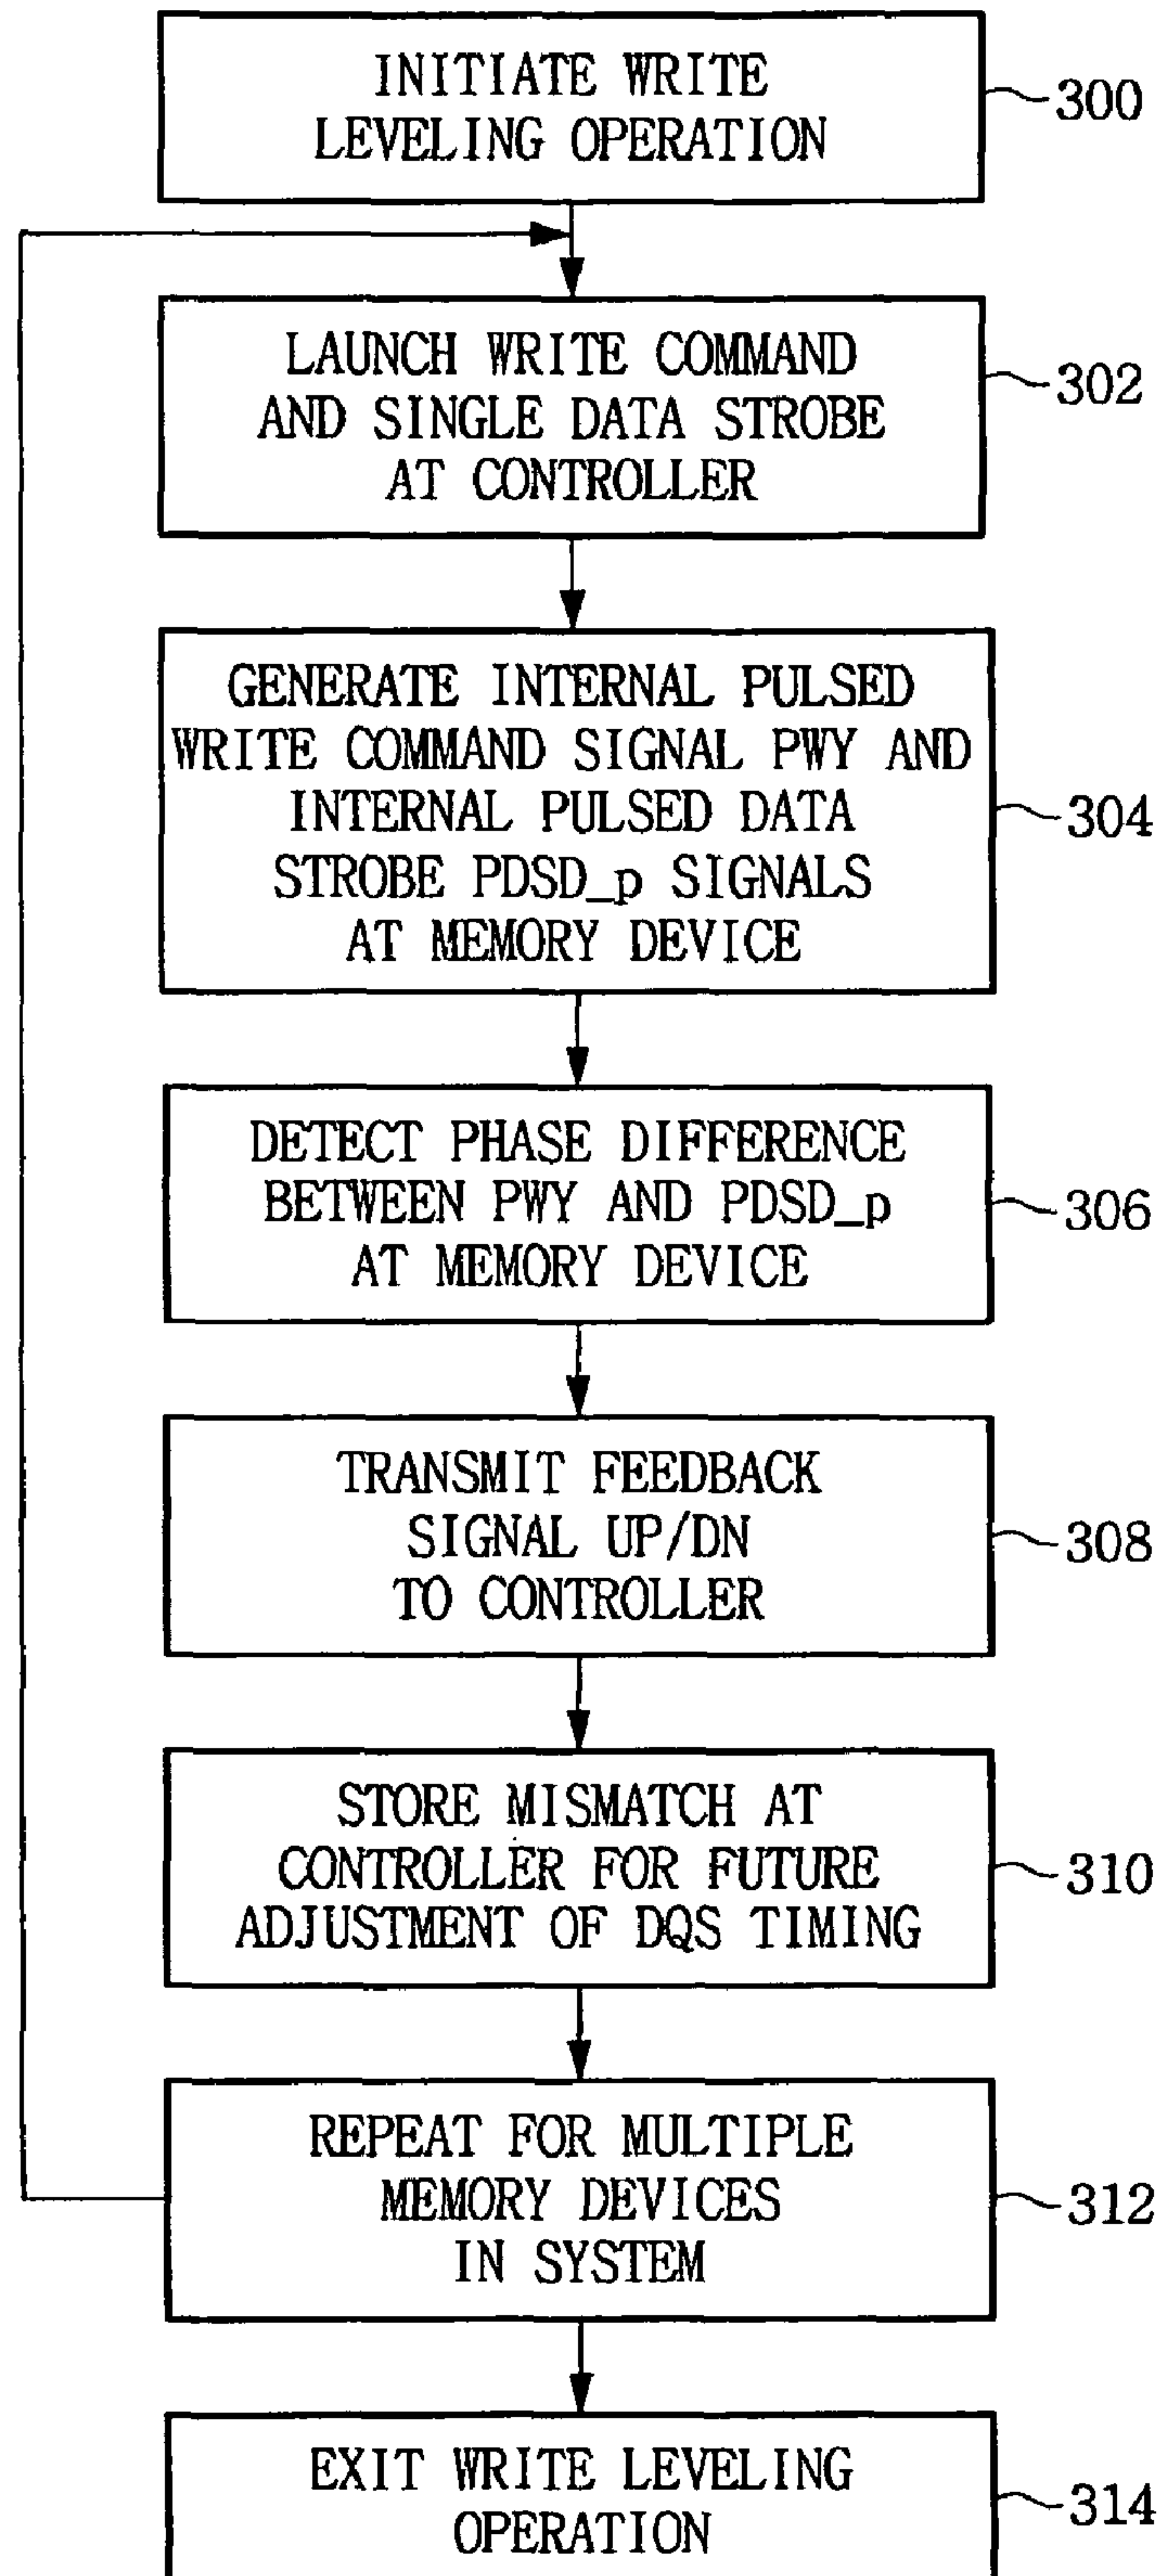 INITIATE WRITE
LEVELING OPERATION
300
LAUNCH WRITE COMMAND
AND SINGLE DATA STROBE
AT CONTROLLER
302
GENERATE INTERNAL PULSED
WRITE COMMAND SIGNAL PWY AND
INTERNAL PULSED DATA
STROBE PDSD_p SIGNALS
AT MEMORY DEVICE
304
DETECT PHASE DIFFERENCE
BETWEEN PWY AND PDSD_p
AT MEMORY DEVICE
306
TRANSMIT FEEDBACK
SIGNAL UP/DN
TO CONTROLLER
308
STORE MISMATCH AT
CONTROLLER FOR FUTURE
ADJUSTMENT OF DQS TIMING
310
REPEAT FOR MULTIPLE
MEMORY DEVICES
IN SYSTEM
312
EXIT WRITE LEVELING
OPERATION
314